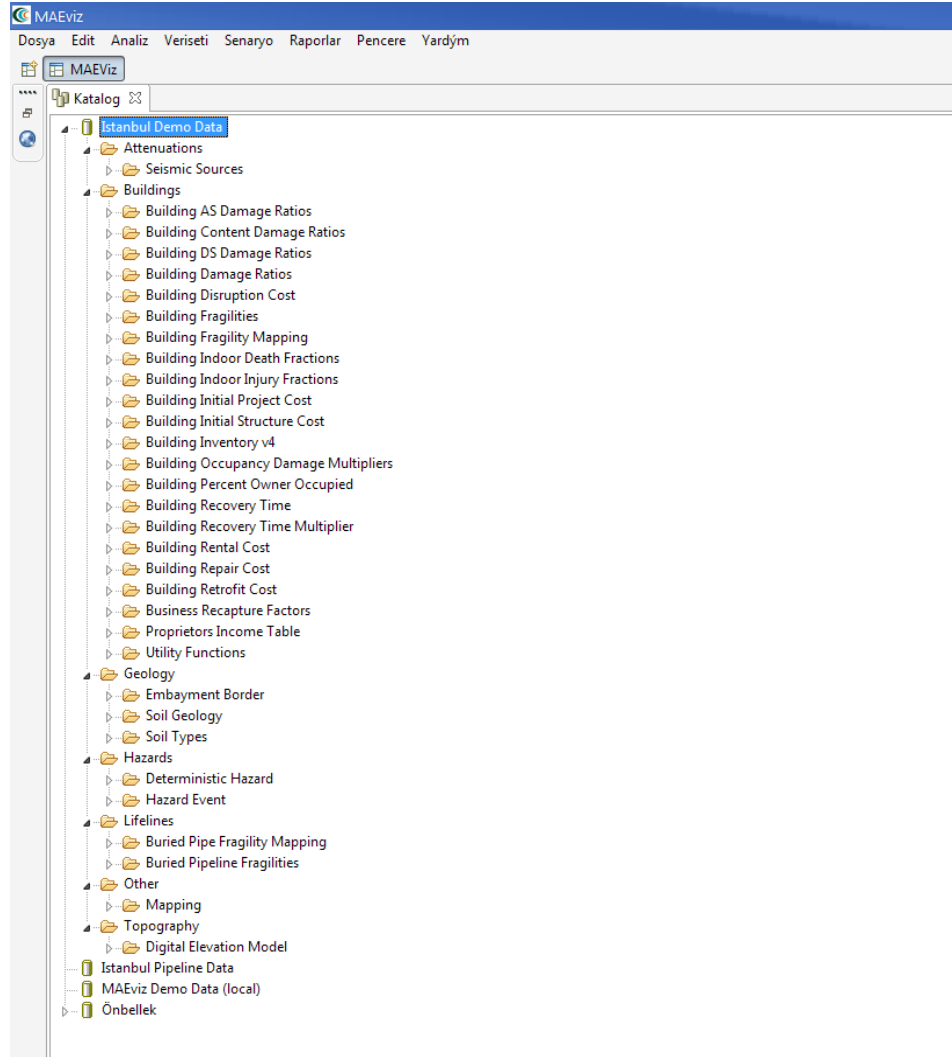 MAEviz
Dosya Edit Analiz Veriseti Senaryo Raporlar Pencere Yardým
MAEViz
Katalog
Istanbul Demo Data
Attenuations
Seismic Sources
Buildings
Building AS Damage Ratios
Building Content Damage Ratios
Building DS Damage Ratios
Building Damage Ratios
Building Disruption Cost
Building Fragilities
Building Fragility Mapping
Building Indoor Death Fractions
Building Indoor Injury Fractions
Building Initial Project Cost
Building Initial Structure Cost
Building Inventory v4
Building Occupancy Damage Multipliers
Building Percent Owner Occupied
Building Recovery Time
Building Recovery Time Multiplier
Building Rental Cost
Building Repair Cost
Building Retrofit Cost
Business Recapture Factors
Proprietors Income Table
Utility Functions
Geology
Embayment Border
Soil Geology
Soil Types
Hazards
Deterministic Hazard
Hazard Event
Lifelines
Buried Pipe Fragility Mapping
Buried Pipeline Fragilities
Other
Mapping
Topography
Digital Elevation Model
Istanbul Pipeline Data
MAEviz Demo Data (local)
Önbellek